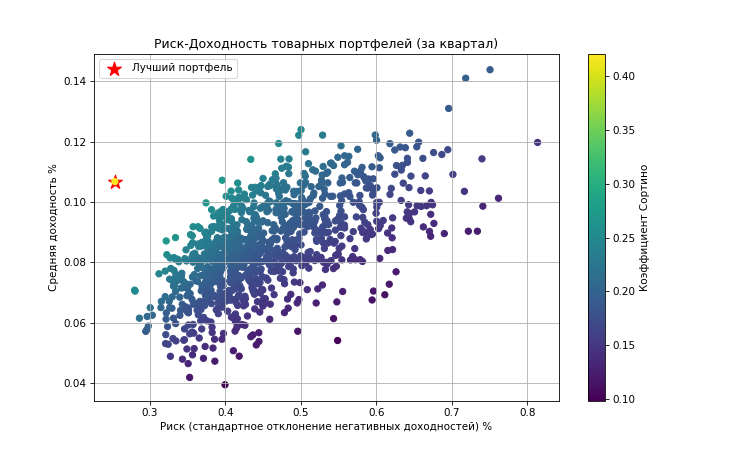 Риск-Доходность товарных портфелей (за квартал)
Лучший портфель
Средняя доходность %
0.14
0.12
0.10
0.08
0.06
0.04
0.3 0.4 0.5 0.6 0.7 0.8
Риск (стандартное отклонение негативных доходностей) %
0.40
0.35
0.30
0.25
0.20
0.15
0.10
Коэффициент Сортино